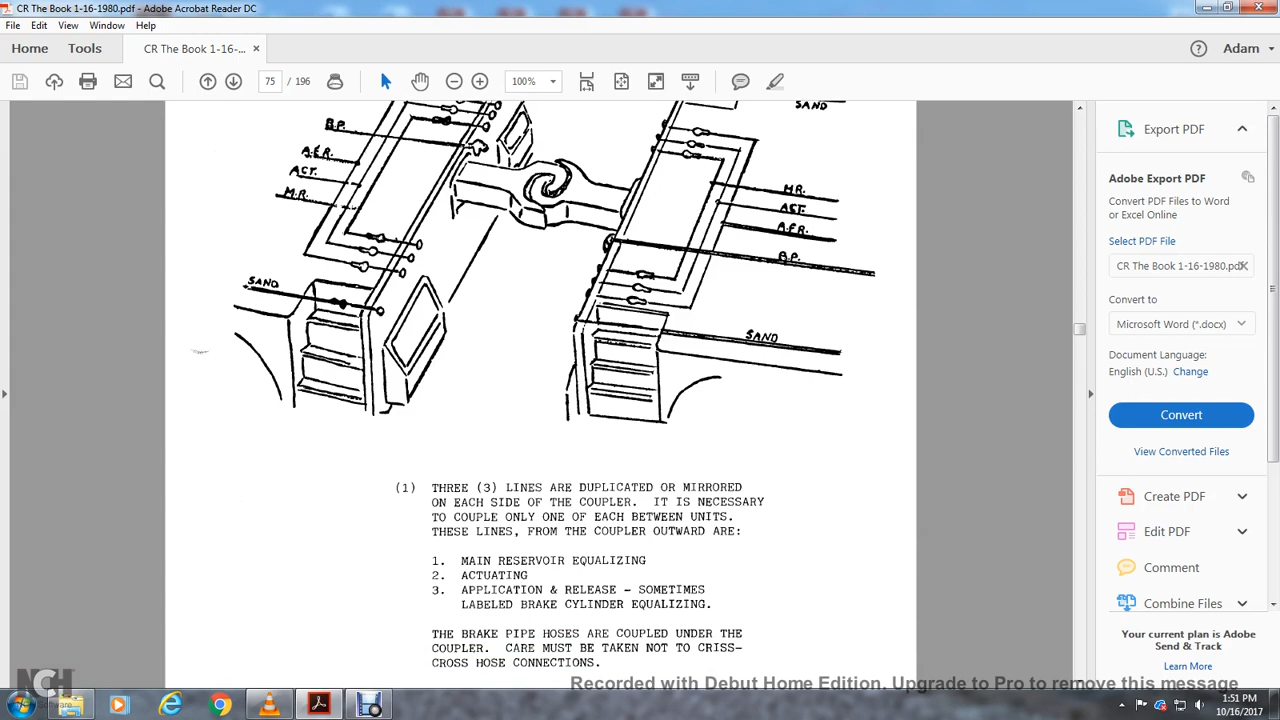 CR The Book 1-16-1980.pdf - Adobe Acrobat Reader DC
File Edit View Window Help
Home Tools CR The Book 1-16-... × Adam
75 / 196 100%
SAND
B.P.
A.E.R.
ACT.
M.R.
M.R.
ACT.
A.E.R.
B.P.
SAND
SAND
(1) THREE (3) LINES ARE DUPLICATED OR MIRRORED
ON EACH SIDE OF THE COUPLER. IT IS NECESSARY
TO COUPLE ONLY ONE OF EACH BETWEEN UNITS.
THESE LINES, FROM THE COUPLER OUTWARD ARE:
1. MAIN RESERVOIR EQUALIZING
2. ACTUATING
3. APPLICATION & RELEASE - SOMETIMES
LABELED BRAKE CYLINDER EQUALIZING.
THE BRAKE PIPE HOSES ARE COUPLED UNDER THE
COUPLER. CARE MUST BE TAKEN NOT TO CRISS-
CROSS HOSE CONNECTIONS.
Export PDF
Adobe Export PDF
Convert PDF Files to Word
or Excel Online
Select PDF File
CR The Book 1-16-1980.pdf
Convert to
Microsoft Word (*.docx)
Document Language:
English (U.S.) Change
Convert
View Converted Files
Create PDF
Edit PDF
Comment
Combine Files
Your current plan is Adobe
Send & Track
Learn More
NCH
Software
Recorded with Debut Home Edition. Upgrade to Pro to remove this message
1:51 PM
10/16/2017